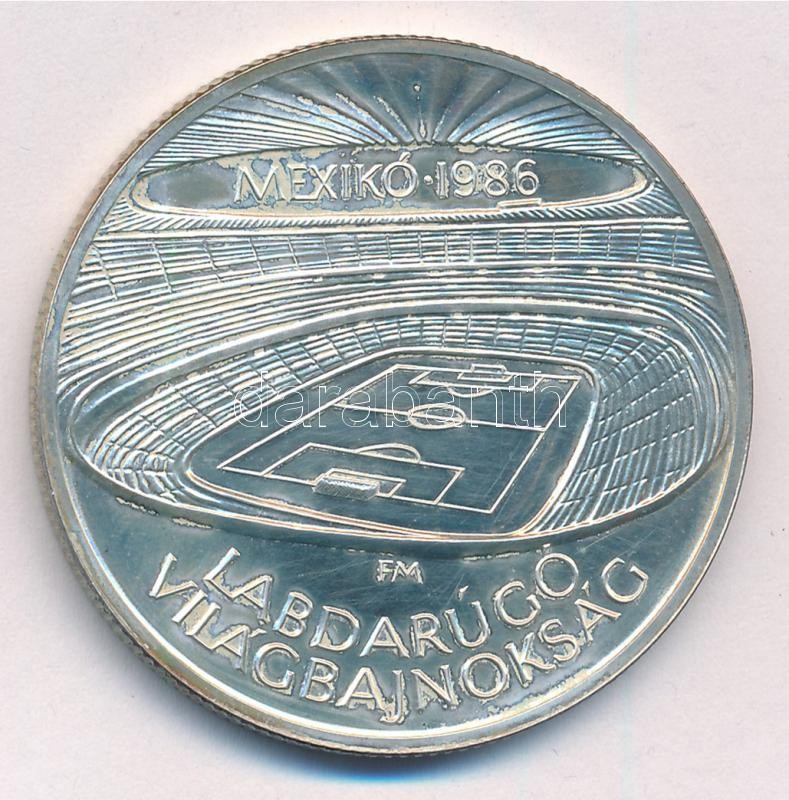 MEXIKÓ·1986
darabanth
FM
LABDARÚGÓ
VILÁGBAJNOKSÁG